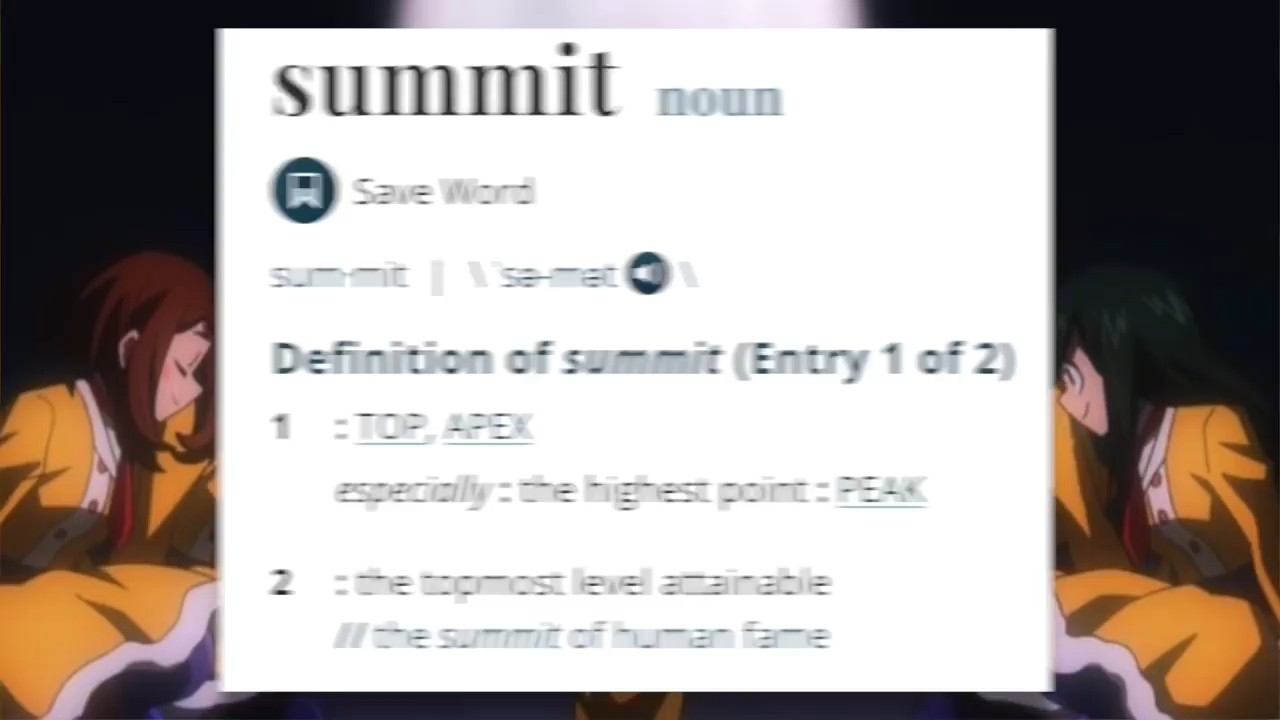 summit noun
Save Word
sum·mit | \ ˈsə-mət \
Definition of summit (Entry 1 of 2)
1 : TOP, APEX
especially : the highest point : PEAK
2 : the topmost level attainable
// the summit of human fame